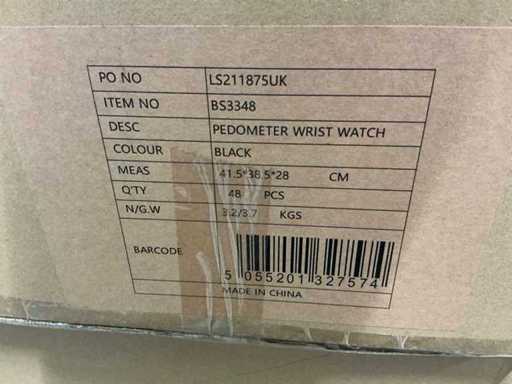 PO NO LS211875UK
ITEM NO BS3348
DESC PEDOMETER WRIST WATCH
COLOUR BLACK
MEAS 41.5*38.5*28 CM
Q'TY 48 PCS
N/G.W 3.2/3.7 KGS
BARCODE
5 055201 327574
MADE IN CHINA